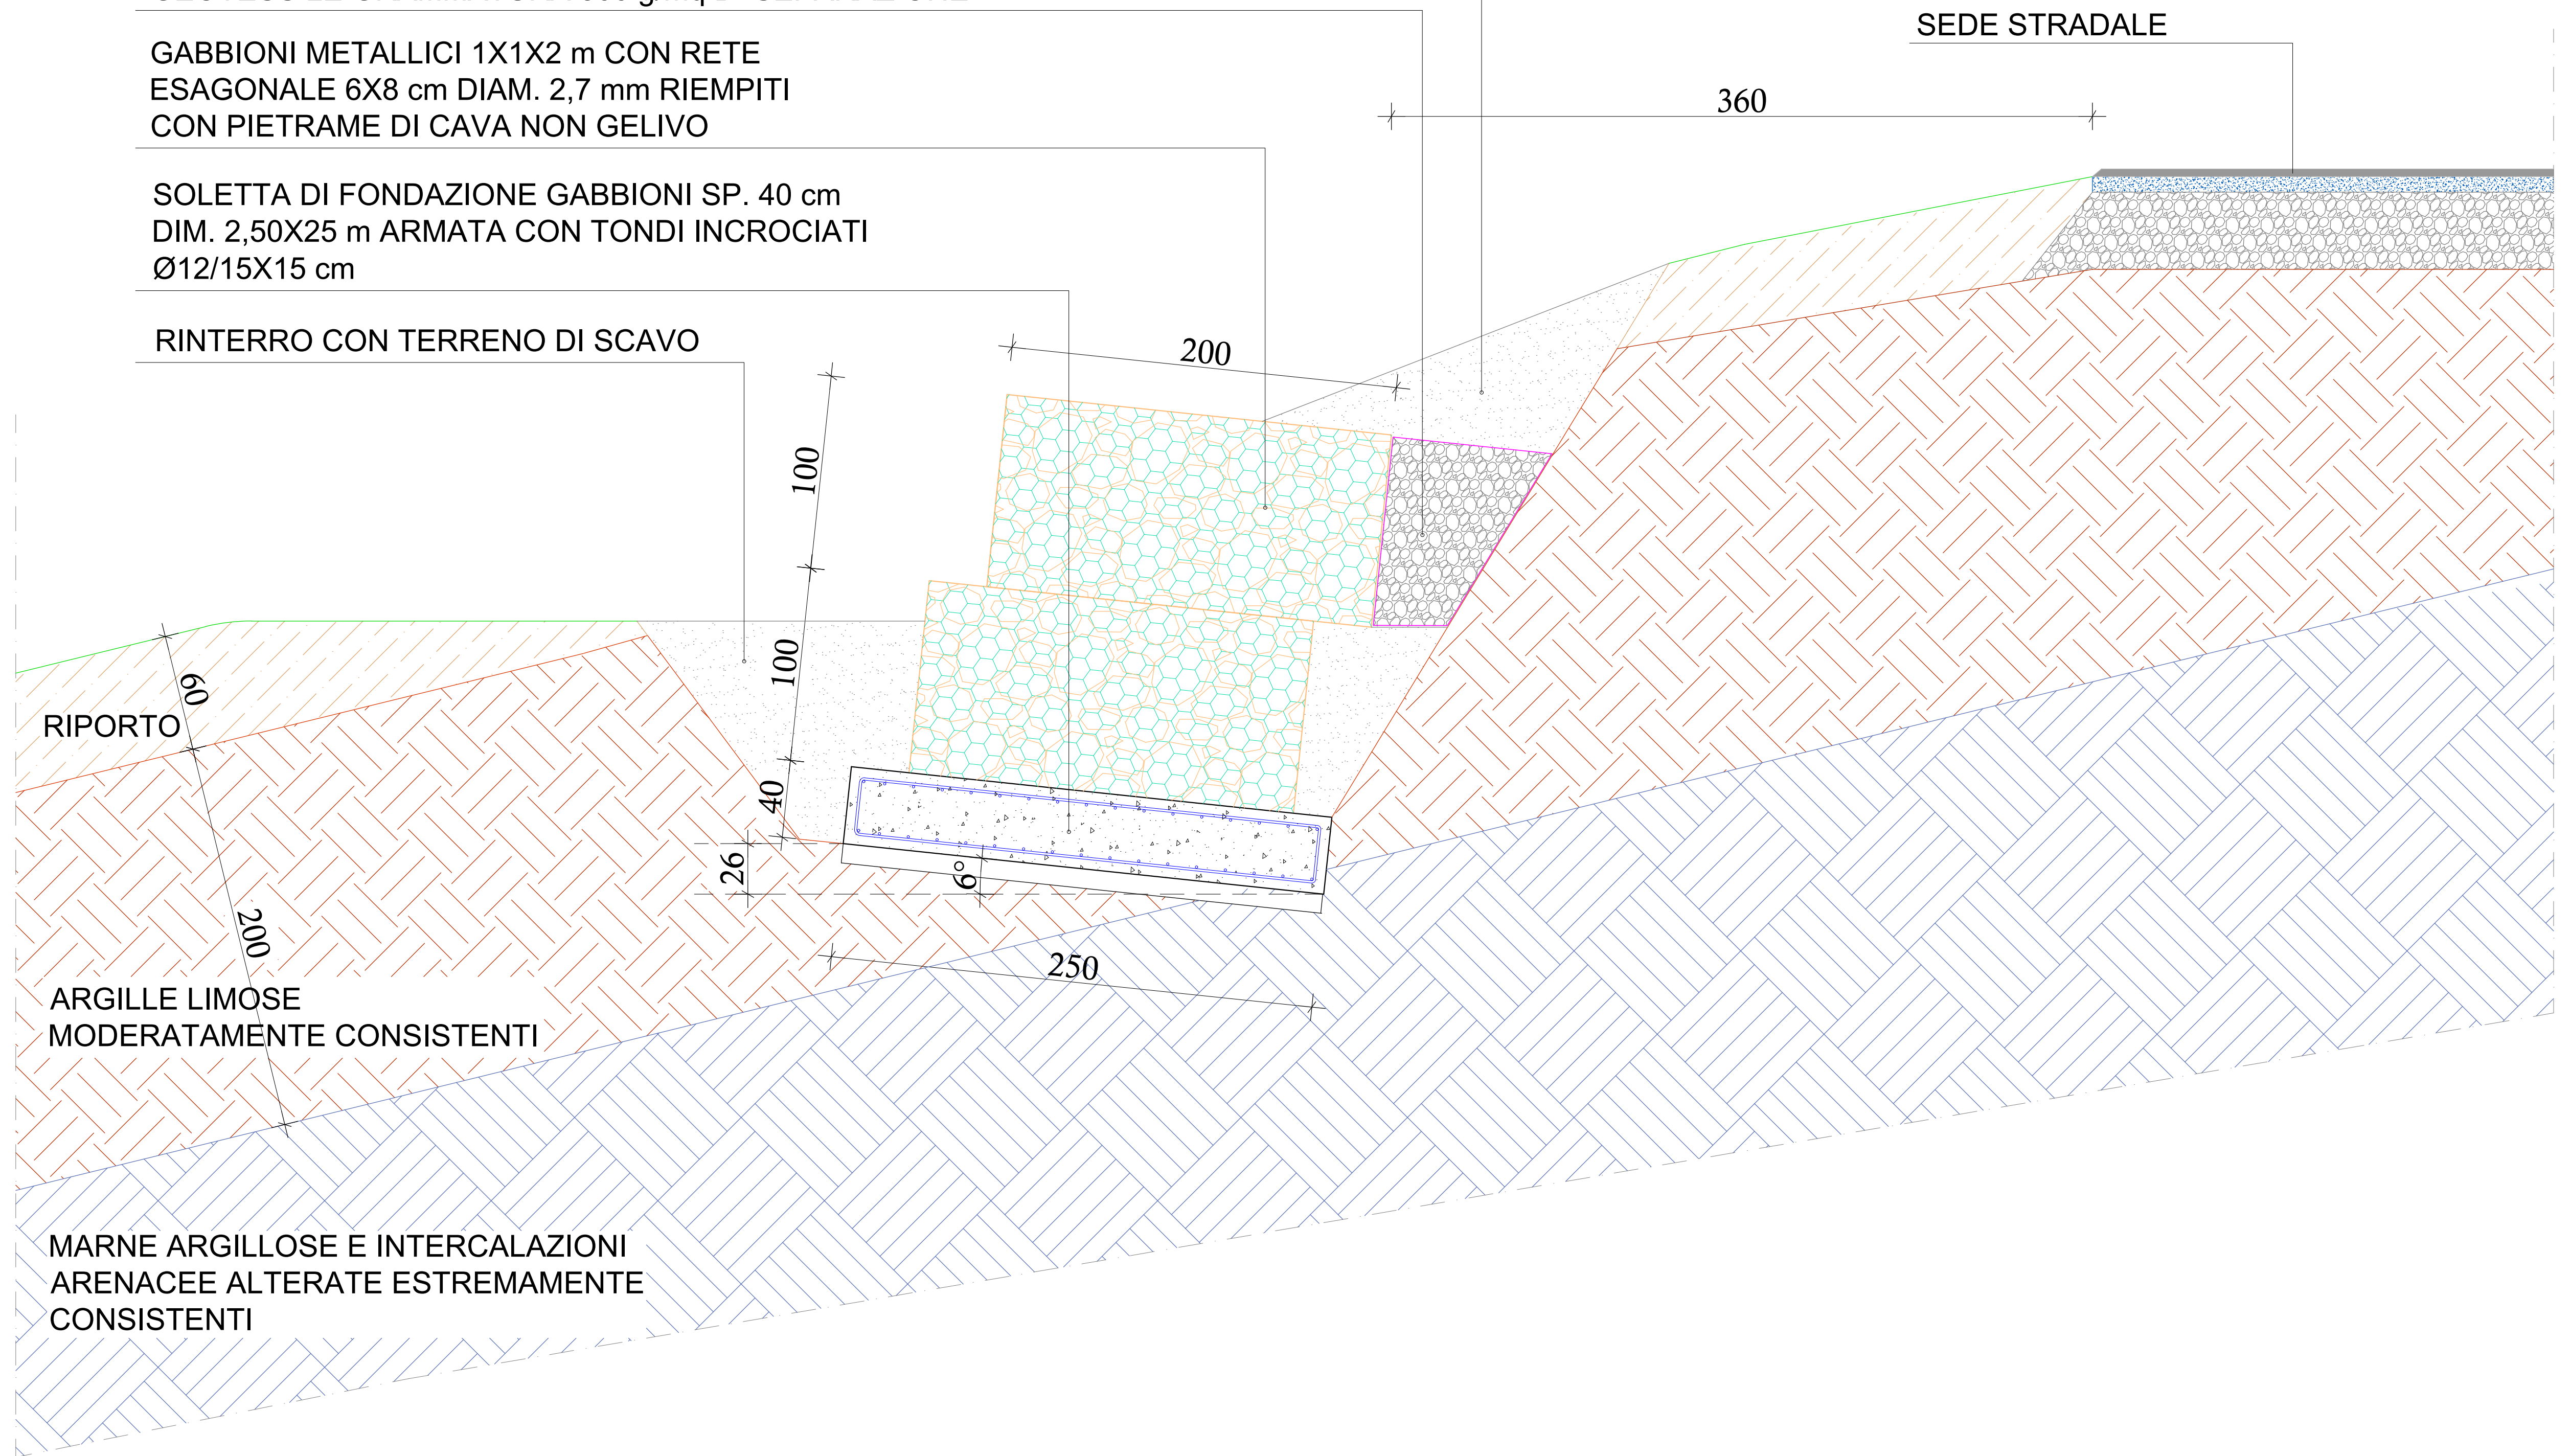 SEDE STRADALE
GABBIONI METALLICI 1X1X2 m CON RETE
ESAGONALE 6X8 cm DIAM. 2,7 mm RIEMPITI
CON PIETRAME DI CAVA NON GELIVO
360
SOLETTA DI FONDAZIONE GABBIONI SP. 40 cm
DIM. 2,50X25 m ARMATA CON TONDI INCROCIATI
Ø12/15X15 cm
RINTERRO CON TERRENO DI SCAVO
200
100
100
60
RIPORTO
40
26
6°
200
250
ARGILLE LIMOSE
MODERATAMENTE CONSISTENTI
MARNE ARGILLOSE E INTERCALAZIONI
ARENACEE ALTERATE ESTREMAMENTE
CONSISTENTI